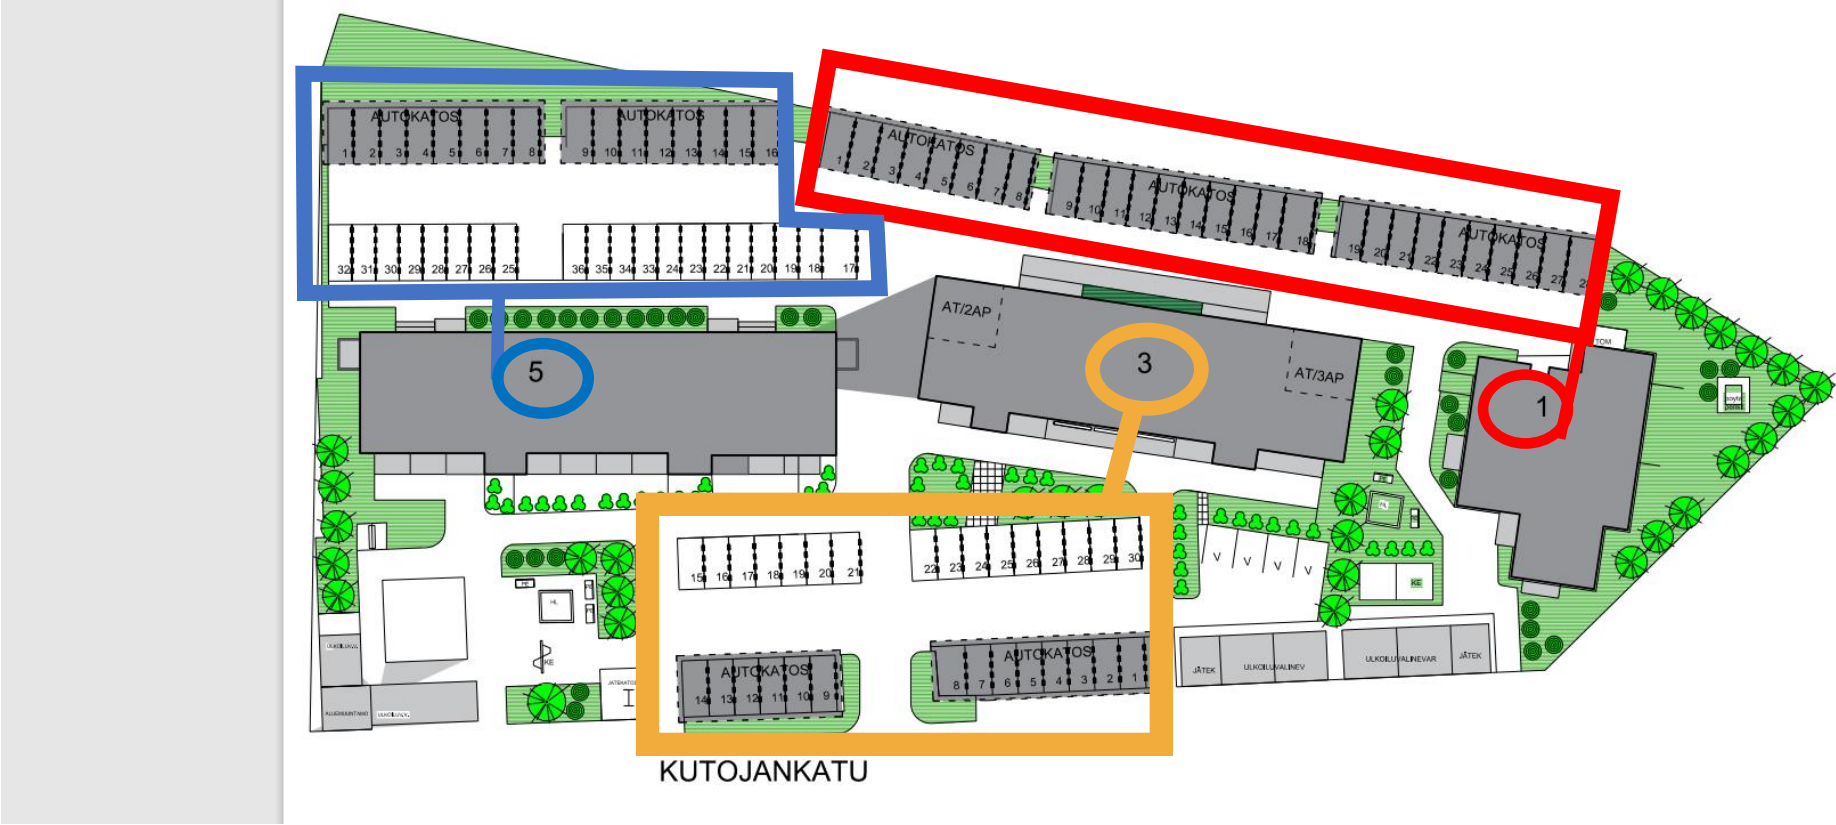 AUTOKATOS
AUTOKATOS
1 2 3 4 5 6 7 8
9 10 11 12 13 14 15 16
32 31 30 29 28 27 26 25
36 35 34 33 24 23 22 21 20 19 18 17
AUTOKATOS
1 2 3 4 5 6 7 8
AUTOKATOS
9 10 11 12 13 14 15 16 17 18
AUTOKATOS
19 20 21 22 23 24 25 26 27
AT/2AP
AT/3AP
5
3
1
15 16 17 18 19 20 21
22 23 24 25 26 27 28 29 30
V V V V
KE
HL
KE
AUTOKATOS
14 13 12 11 10 9
AUTOKATOS
8 7 6 5 4 3 2 1
JÄTEK
ULKOILUVALINEV
ULKOILUVALINEVAR
JÄTEK
KUTOJANKATU